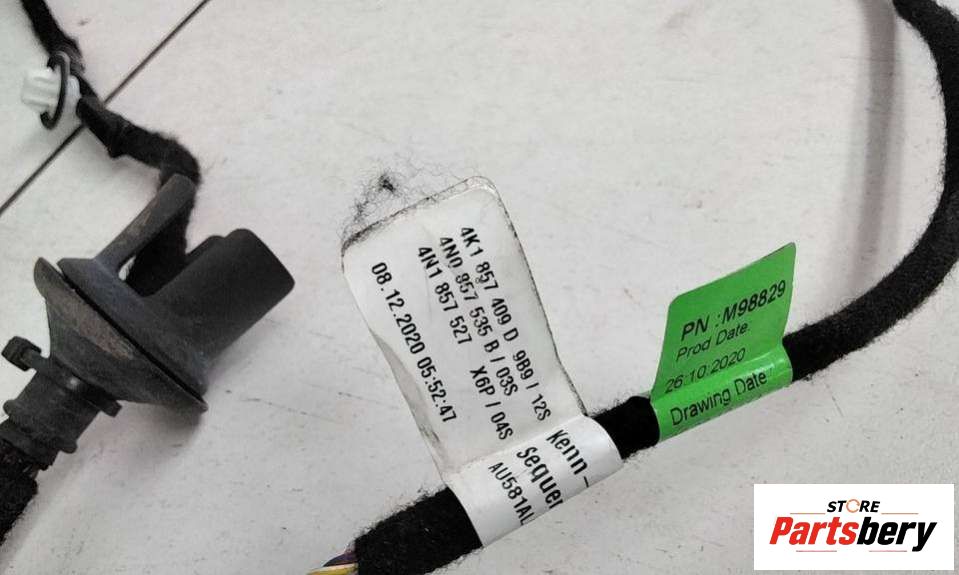 4K1 857 409 D 9B9 / 12S
4N0 857 535 B / 03S
4N1 857 527 X6P / 04S
08.12.2020 05:52:47
Kenn-
Sequen
AU581AL
PN :M98829
Prod Date
26:10:2020
Drawing Date
STORE
Partsbery